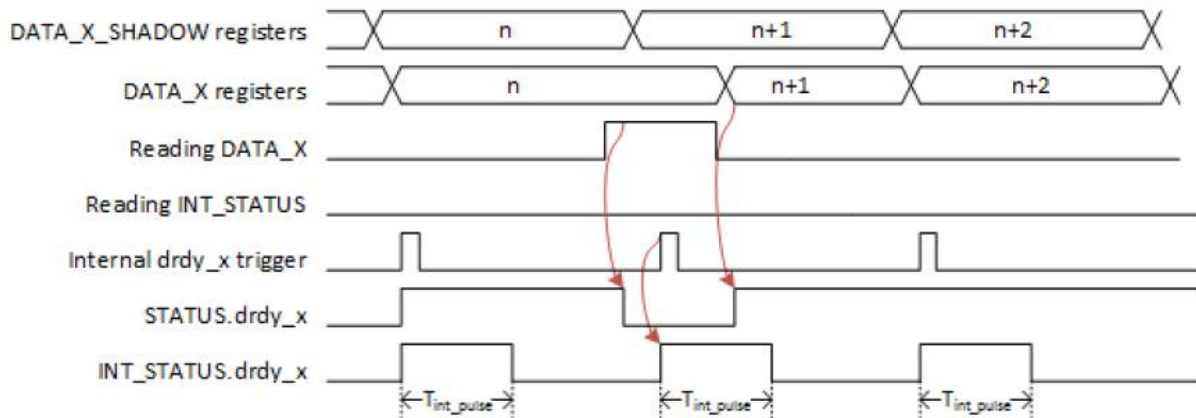 DATA_X_SHADOW registers n n+1 n+2
DATA_X registers n n+1 n+2
Reading DATA_X
Reading INT_STATUS
Internal drdy_x trigger
STATUS.drdy_x
INT_STATUS.drdy_x
Tint_pulse Tint_pulse Tint_pulse